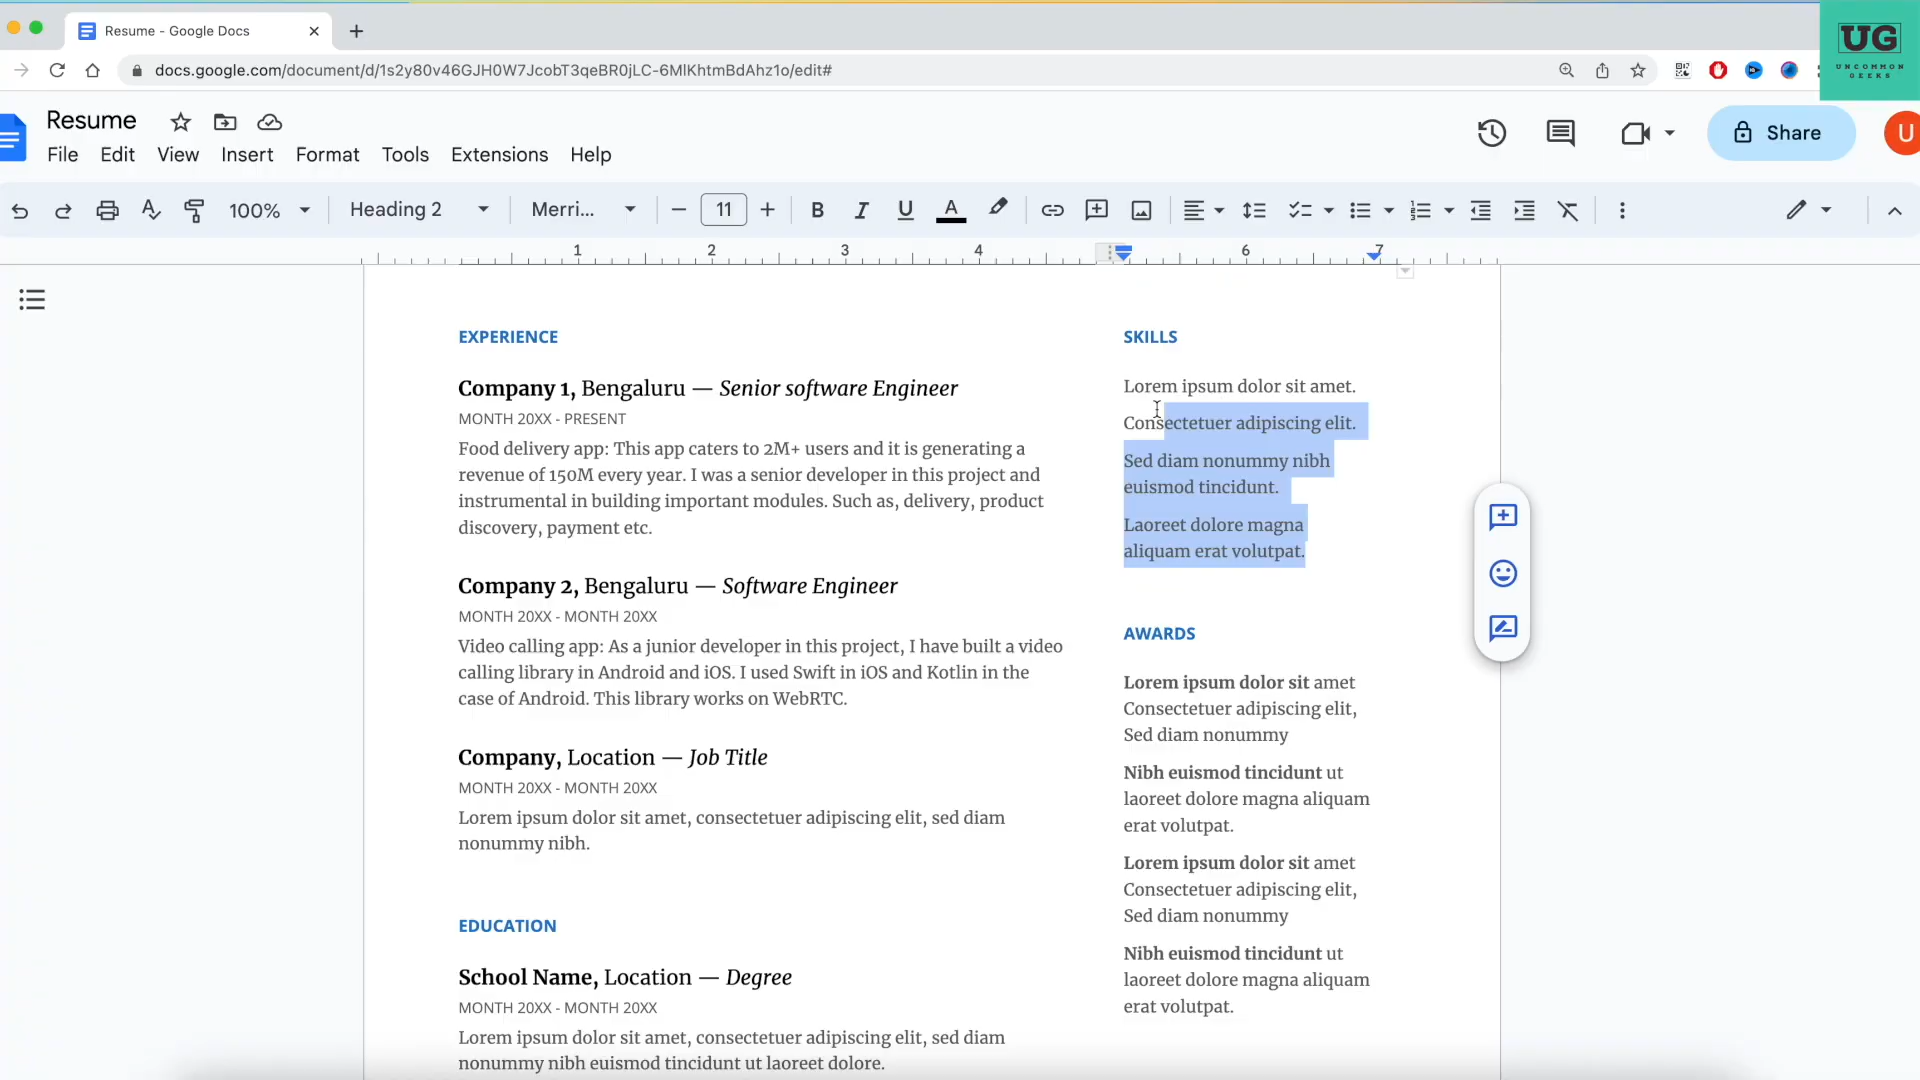 Resume - Google Docs
UG
UNCOMMON
GEEKS
docs.google.com/document/d/1s2y80v46GJH0W7JcobT3qeBR0jLC-6MlKhtmBdAhz1o/edit#
Resume
File Edit View Insert Format Tools Extensions Help
Share
U
100% Heading 2 Merri... 11 B I U A
1 2 3 4 6 7
EXPERIENCE
Company 1, Bengaluru — Senior software Engineer
MONTH 20XX - PRESENT
Food delivery app: This app caters to 2M+ users and it is generating a
revenue of 150M every year. I was a senior developer in this project and
instrumental in building important modules. Such as, delivery, product
discovery, payment etc.
Company 2, Bengaluru — Software Engineer
MONTH 20XX - MONTH 20XX
Video calling app: As a junior developer in this project, I have built a video
calling library in Android and iOS. I used Swift in iOS and Kotlin in the
case of Android. This library works on WebRTC.
Company, Location — Job Title
MONTH 20XX - MONTH 20XX
Lorem ipsum dolor sit amet, consectetuer adipiscing elit, sed diam
nonummy nibh.
EDUCATION
School Name, Location — Degree
MONTH 20XX - MONTH 20XX
Lorem ipsum dolor sit amet, consectetuer adipiscing elit, sed diam
nonummy nibh euismod tincidunt ut laoreet dolore.
SKILLS
Lorem ipsum dolor sit amet.
Consectetuer adipiscing elit.
Sed diam nonummy nibh
euismod tincidunt.
Laoreet dolore magna
aliquam erat volutpat.
AWARDS
Lorem ipsum dolor sit amet
Consectetuer adipiscing elit,
Sed diam nonummy
Nibh euismod tincidunt ut
laoreet dolore magna aliquam
erat volutpat.
Lorem ipsum dolor sit amet
Consectetuer adipiscing elit,
Sed diam nonummy
Nibh euismod tincidunt ut
laoreet dolore magna aliquam
erat volutpat.